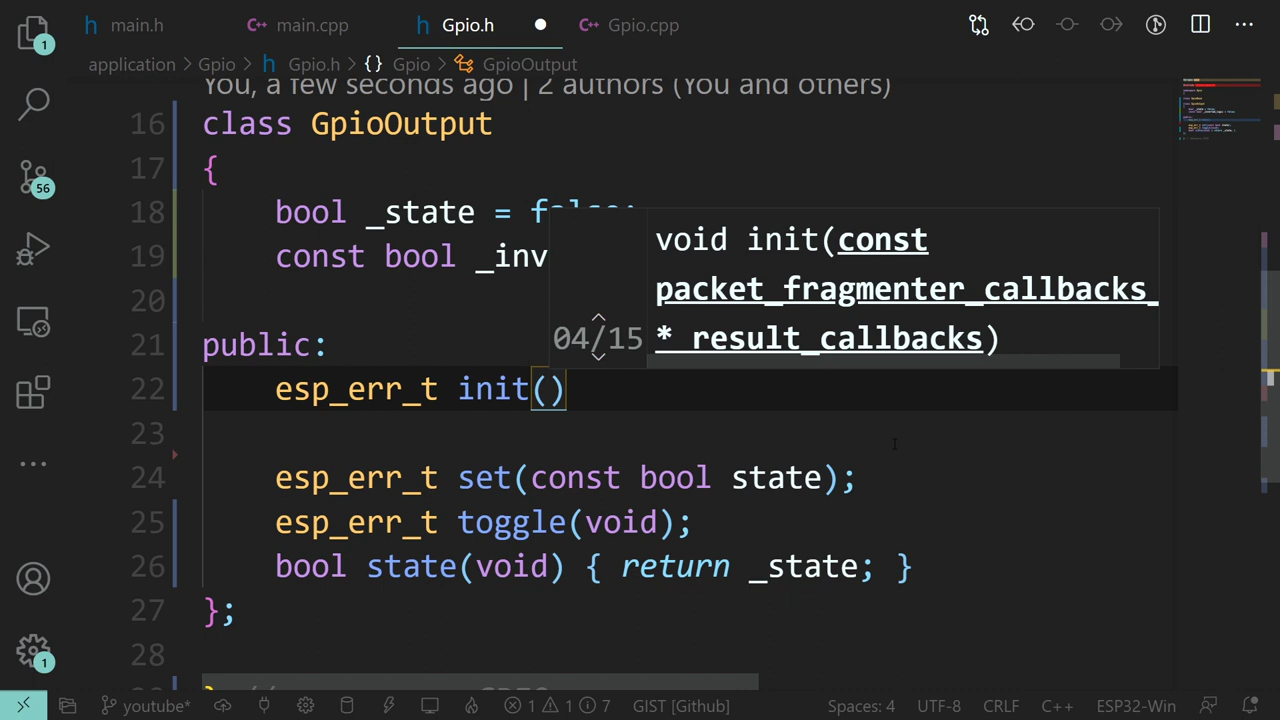 main.h main.cpp Gpio.h Gpio.cpp
application Gpio Gpio.h {} Gpio GpioOutput
You, a few seconds ago | 2 authors (You and others)
16 class GpioOutput
17 {
18 bool _state = false;
19 const bool _inv
void init(const
packet_fragmenter_callbacks_
* result_callbacks)
04/15
20
21 public:
22 esp_err_t init()
23
24 esp_err_t set(const bool state);
25 esp_err_t toggle(void);
26 bool state(void) { return _state; }
27 };
28
1
56
1
youtube* 1 1 7 GIST [Github] Spaces: 4 UTF-8 CRLF C++ ESP32-Win